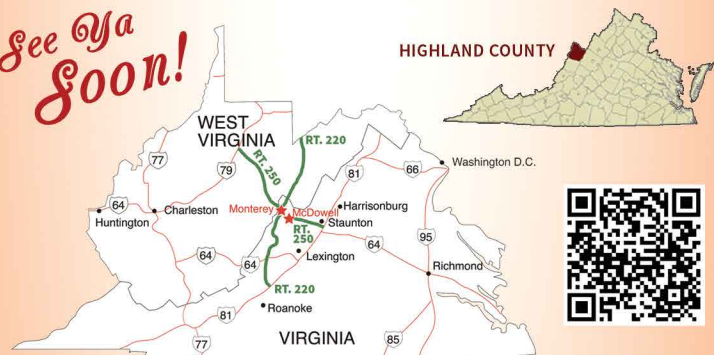 See Ya
Soon!
HIGHLAND COUNTY
WEST
VIRGINIA
RT. 220
RT. 250
77
79
81
66
Washington D.C.
64
Huntington
Charleston
Monterey
McDowell
Harrisonburg
Staunton
RT.
250
64
64
64
95
Lexington
Richmond
RT. 220
Roanoke
81
77
VIRGINIA
85